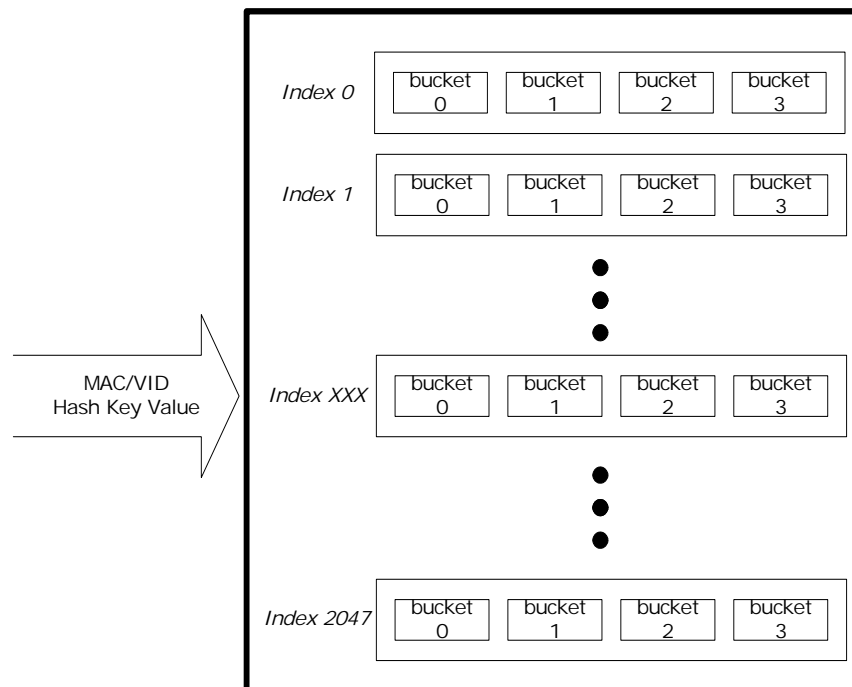 Index 0
bucket 0
bucket 1
bucket 2
bucket 3
Index 1
bucket 0
bucket 1
bucket 2
bucket 3
MAC/VID
Hash Key Value
Index XXX
bucket 0
bucket 1
bucket 2
bucket 3
Index 2047
bucket 0
bucket 1
bucket 2
bucket 3